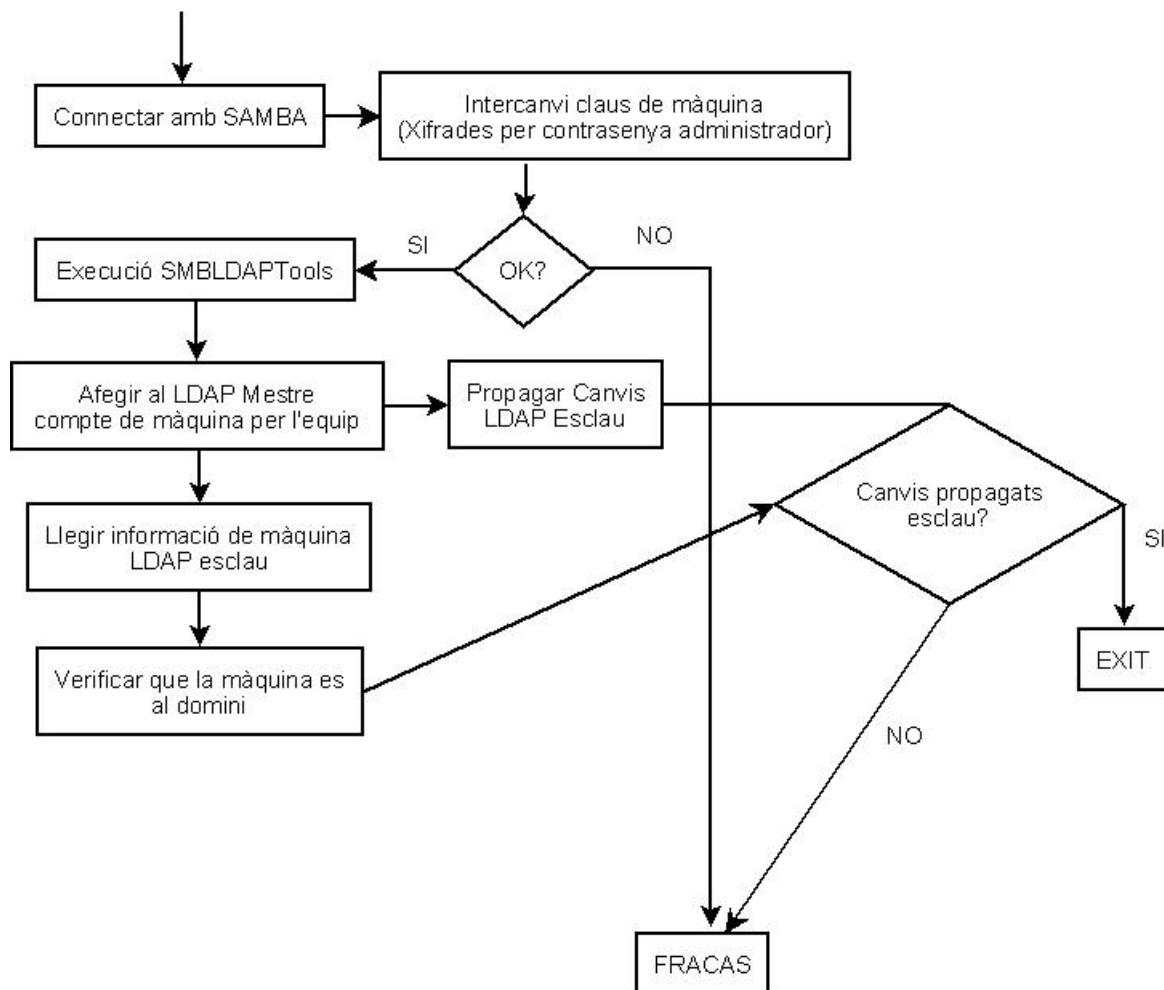 Connectar amb SAMBA
Intercanvi claus de màquina
(Xifrades per contrasenya administrador)
OK?
SI
NO
Execució SMBLDAPTools
Afegir al LDAP Mestre
compte de màquina per l'equip
Propagar Canvis
LDAP Esclau
Llegir informació de màquina
LDAP esclau
Verificar que la màquina es
al domini
Canvis propagats
esclau?
SI
EXIT
NO
FRACAS